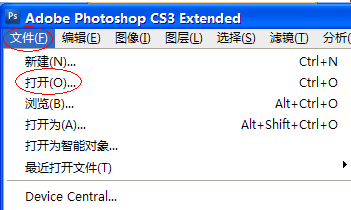 Ps Adobe Photoshop CS3 Extended
文件(F) 编辑(E) 图像(I) 图层(L) 选择(S) 滤镜(T) 分析(
新建(N)... Ctrl+N
打开(O)... Ctrl+O
浏览(B)... Alt+Ctrl+O
打开为(A)... Alt+Shift+Ctrl+O
打开为智能对象...
最近打开文件(T)
Device Central...